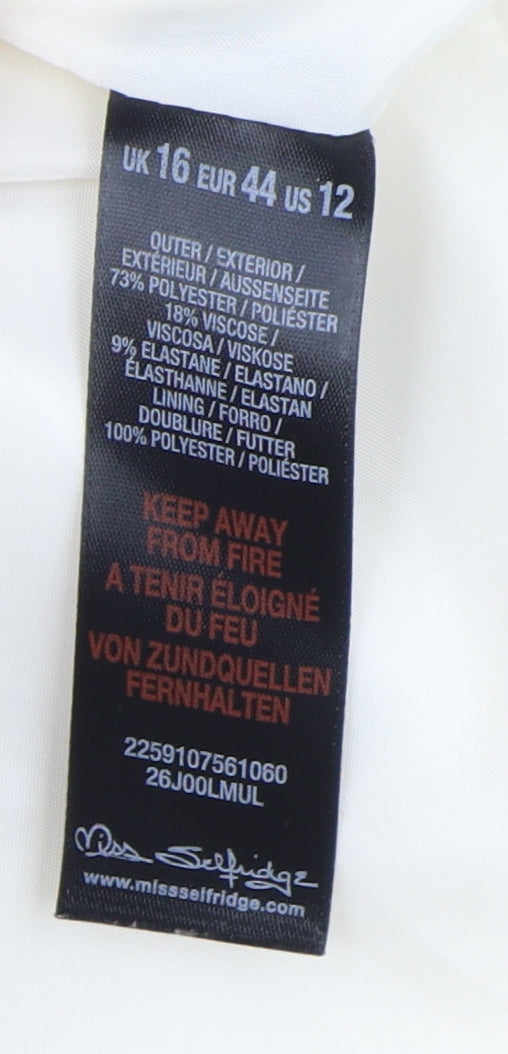 UK 16 EUR 44 US 12
OUTER / EXTERIOR /
EXTÉRIEUR / AUSSENSEITE
73% POLYESTER / POLIÉSTER
18% VISCOSE /
VISCOSA / VISKOSE
9% ELASTANE / ELASTANO /
ÉLASTHANNE / ELASTAN
LINING / FORRO /
DOUBLURE / FUTTER
100% POLYESTER / POLIÉSTER
KEEP AWAY
FROM FIRE
A TENIR ÉLOIGNÉ
DU FEU
VON ZUNDQUELLEN
FERNHALTEN
2259107561060
26J00LMUL
Miss Selfridge
www.missselfridge.com